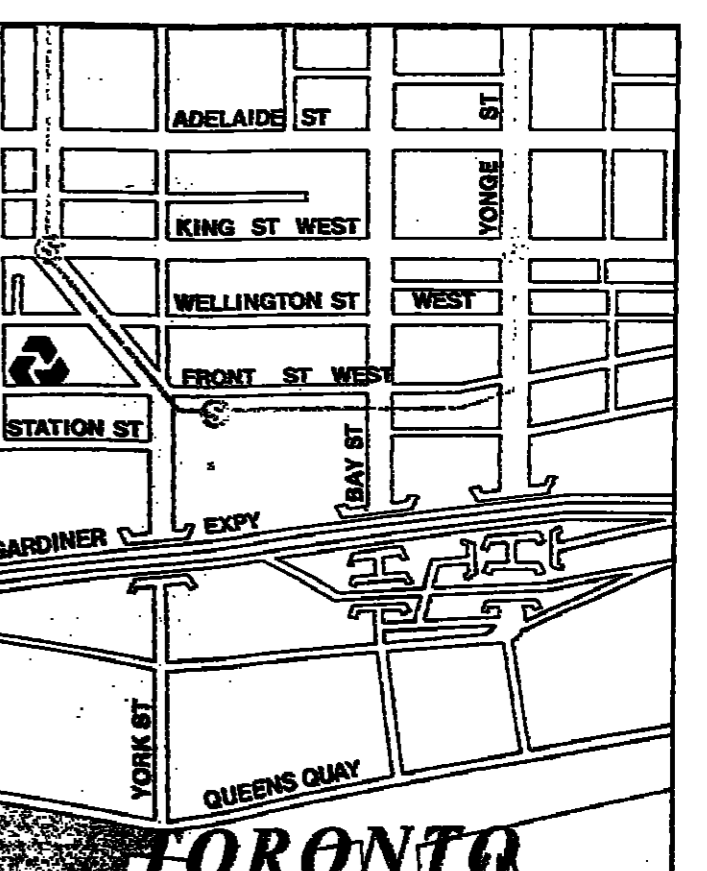 ADELAIDE ST
ST
YONGE
KING ST WEST
WELLINGTON ST WEST
FRONT ST WEST
STATION ST
BAY ST
GARDINER EXPY
YORK ST
QUEENS QUAY
TORONTO